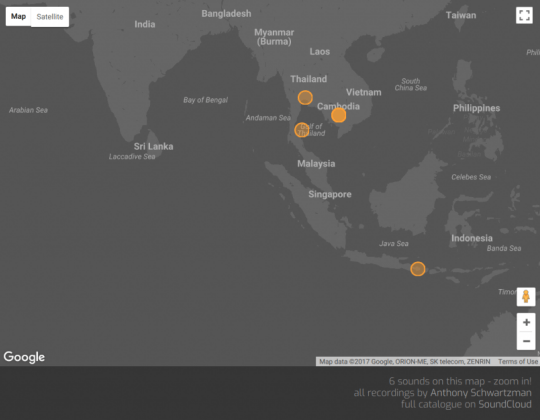 Map Satellite
Taiwan
Bangladesh
India
Myanmar
(Burma)
Laos
Thailand
South
China Sea
Vietnam
Arabian Sea
Bay of Bengal
Cambodia
Philippines
Andaman Sea
Gulf of
Thailand
Sri Lanka
Laccadive Sea
Malaysia
Celebes Sea
Singapore
Indonesia
Java Sea
Banda Sea
Timo
Google
Map data ©2017 Google, ORION-ME, SK telecom, ZENRIN Terms of Use
6 sounds on this map - zoom in!
all recordings by Anthony Schwartzman
full catalogue on SoundCloud